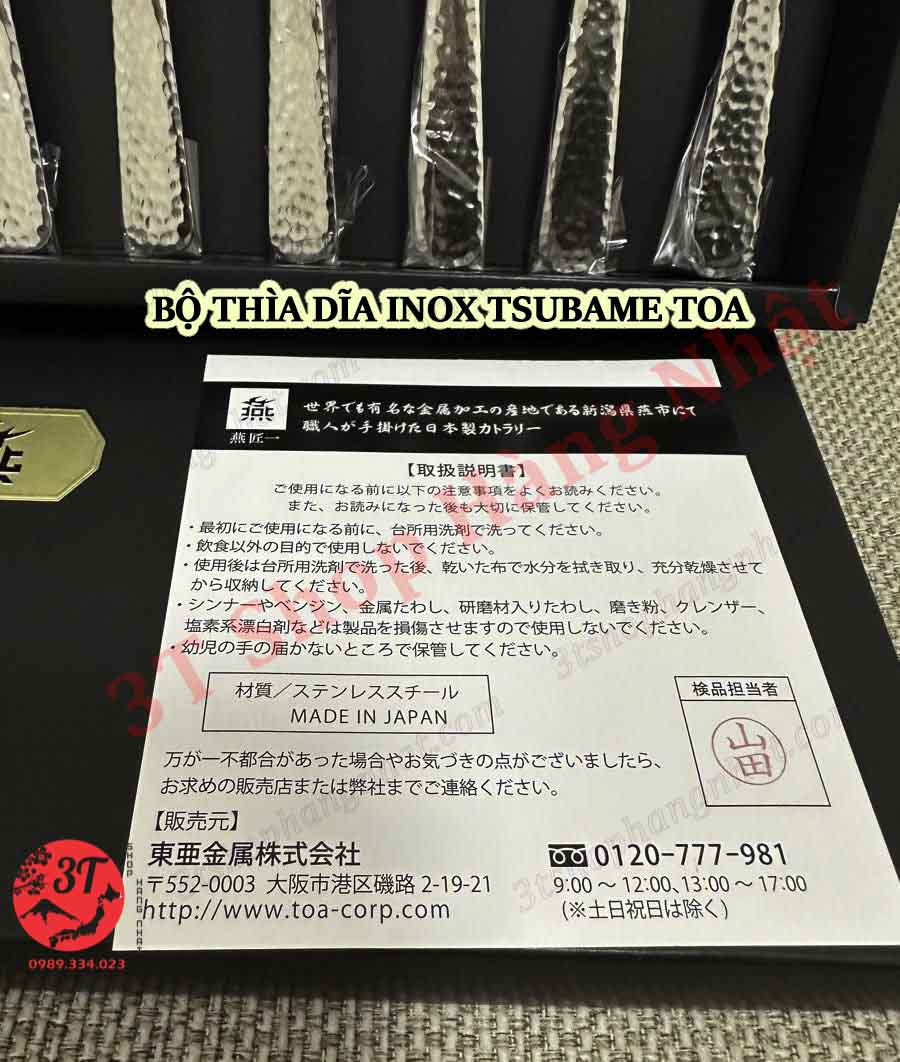 BỘ THÌA DĨA INOX TSUBAME TOA
燕
燕匠一
世界でも有名な金属加工の産地である新潟県燕市にて
職人が手掛けた日本製カトラリー
【取扱説明書】
ご使用になる前に以下の注意事項をよくお読みください。
また、お読みになった後も大切に保管してください。
・最初にご使用になる前に、台所用洗剤で洗ってください。
・飲食以外の目的で使用しないでください。
・使用後は台所用洗剤で洗った後、乾いた布で水分を拭き取り、充分乾燥させて
から収納してください。
・シンナーやベンジン、金属たわし、研磨材入りたわし、磨き粉、クレンザー、
塩素系漂白剤などは製品を損傷させますので使用しないでください。
・幼児の手の届かないところで保管してください。
材質／ステンレススチール
MADE IN JAPAN
検品担当者
山田
万が一不都合があった場合やお気づきの点がございましたら、
お求めの販売店または弊社までご連絡ください。
【販売元】
東亜金属株式会社
〒552-0003 大阪市港区磯路 2-19-21
http://www.toa-corp.com
0120-777-981
9:00 〜 12:00、13:00 〜 17:00
(※土日祝日は除く)
3T Shop Hàng Nhật
3tshophangnhat.com
3T
SHOP HANG NHAT
0989.334.023